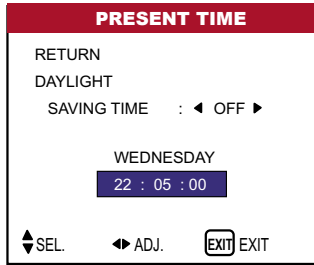 PRESENT TIME
RETURN
DAYLIGHT
SAVING TIME : ◀ OFF ▶
WEDNESDAY
22 : 05 : 00
SEL. ADJ. EXIT EXIT